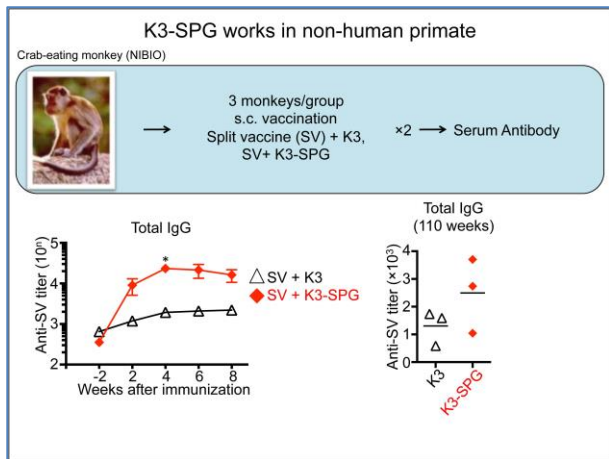 K3-SPG works in non-human primate
Crab-eating monkey (NIBIO)
3 monkeys/group
s.c. vaccination
Split vaccine (SV) + K3,
SV+ K3-SPG
×2
Serum Antibody
Total IgG
Anti-SV titer (10ⁿ)
5
4
3
2
*
-2 2 4 6 8
Weeks after immunization
SV + K3
SV + K3-SPG
Total IgG
(110 weeks)
Anti-SV titer (×10³)
4
3
2
1
0
K3
K3-SPG